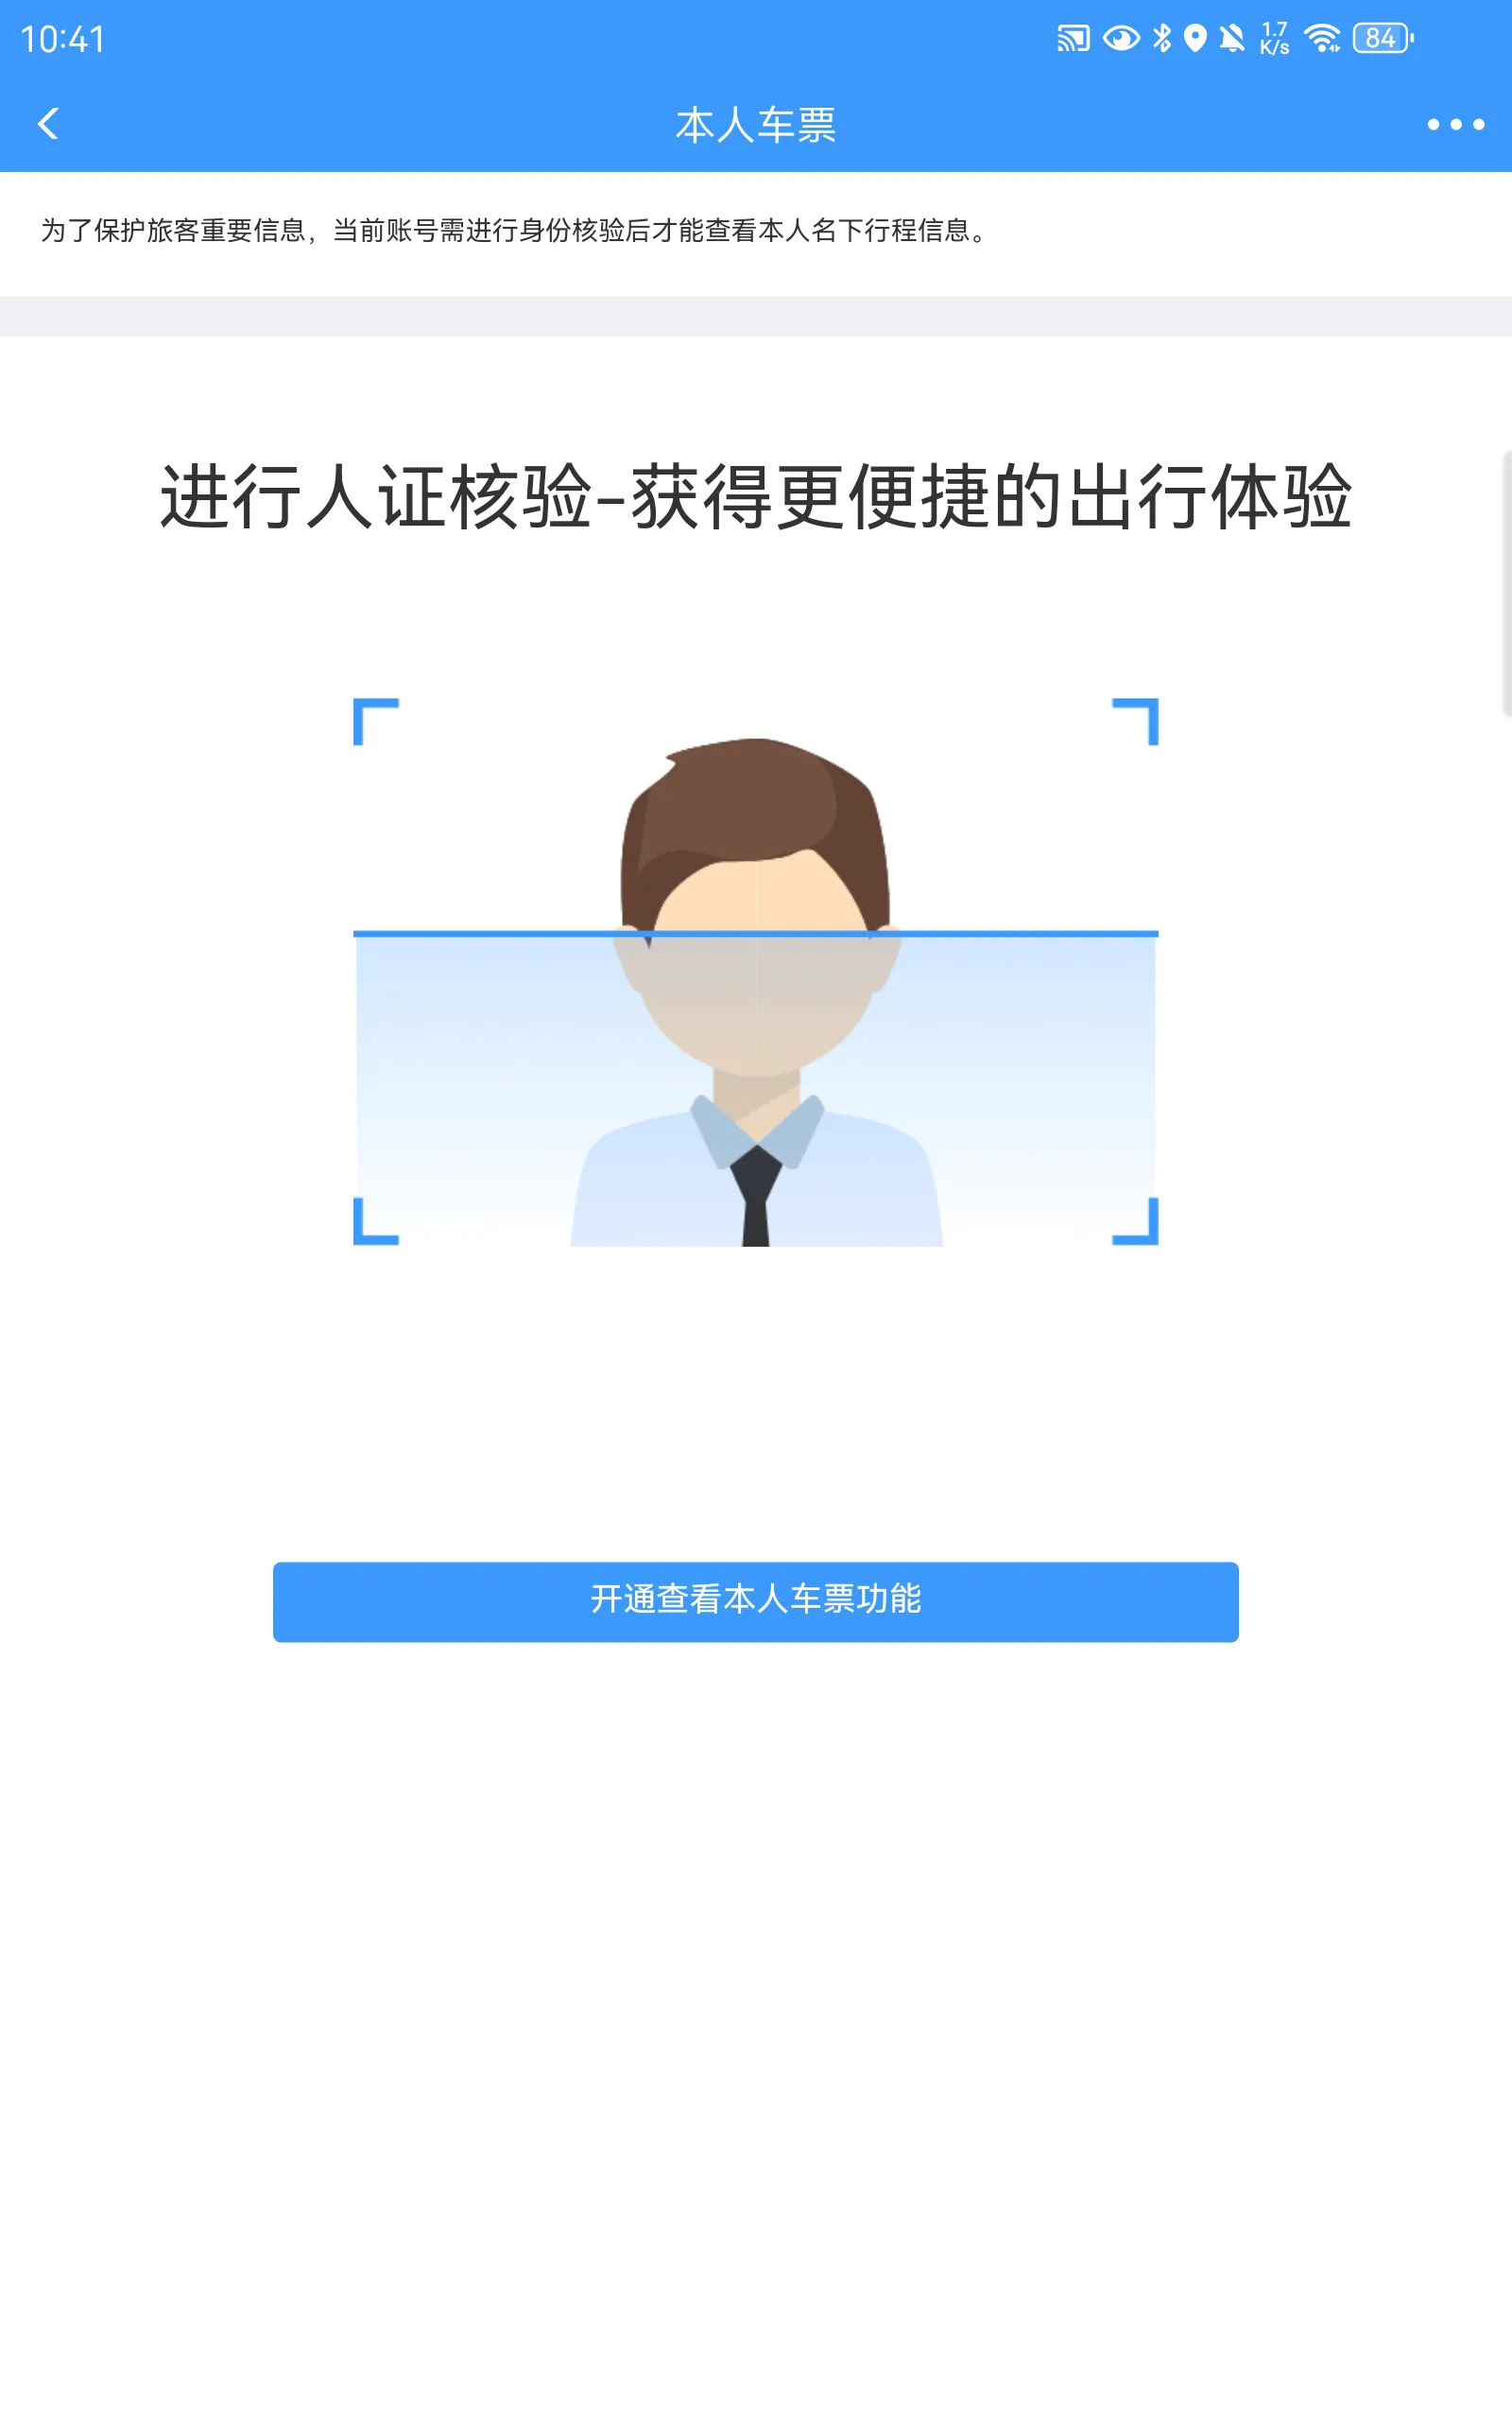 10:41
1.7
K/s
84
本人车票
为了保护旅客重要信息，当前账号需进行身份核验后才能查看本人名下行程信息。
进行人证核验-获得更便捷的出行体验
开通查看本人车票功能